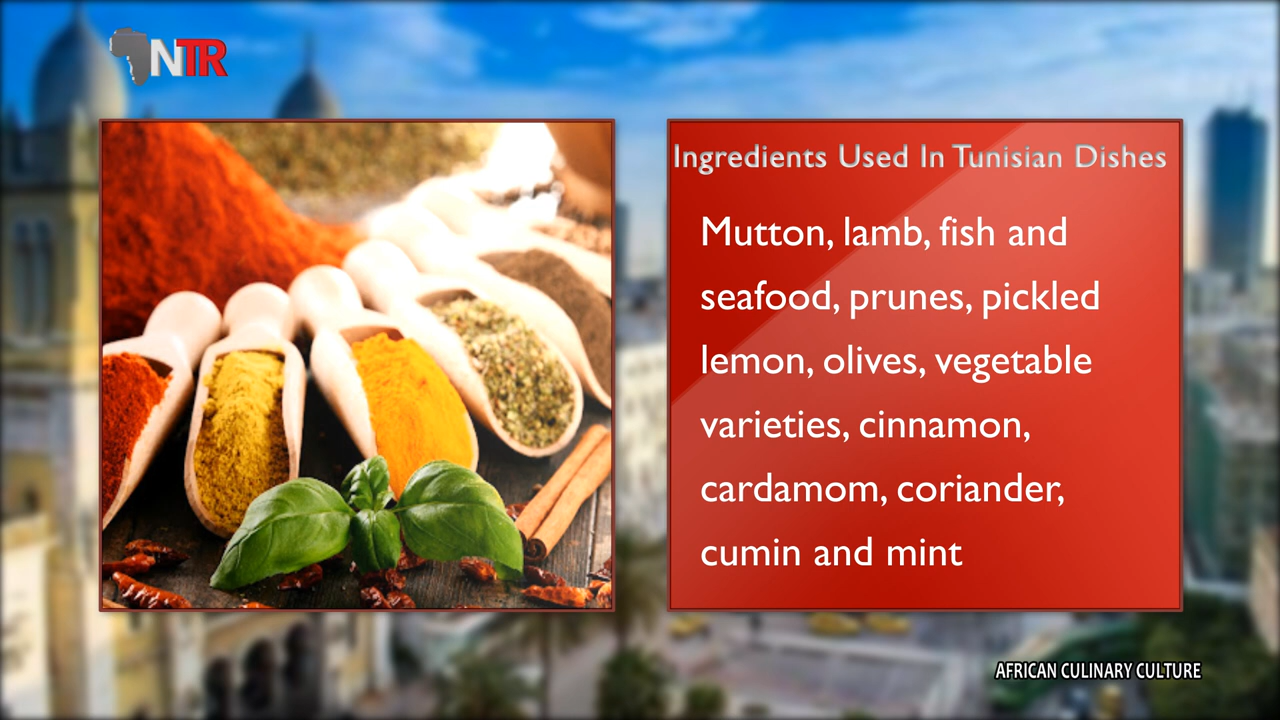 NTR
Ingredients Used In Tunisian Dishes
Mutton, lamb, fish and
seafood, prunes, pickled
lemon, olives, vegetable
varieties, cinnamon,
cardamom, coriander,
cumin and mint
AFRICAN CULINARY CULTURE